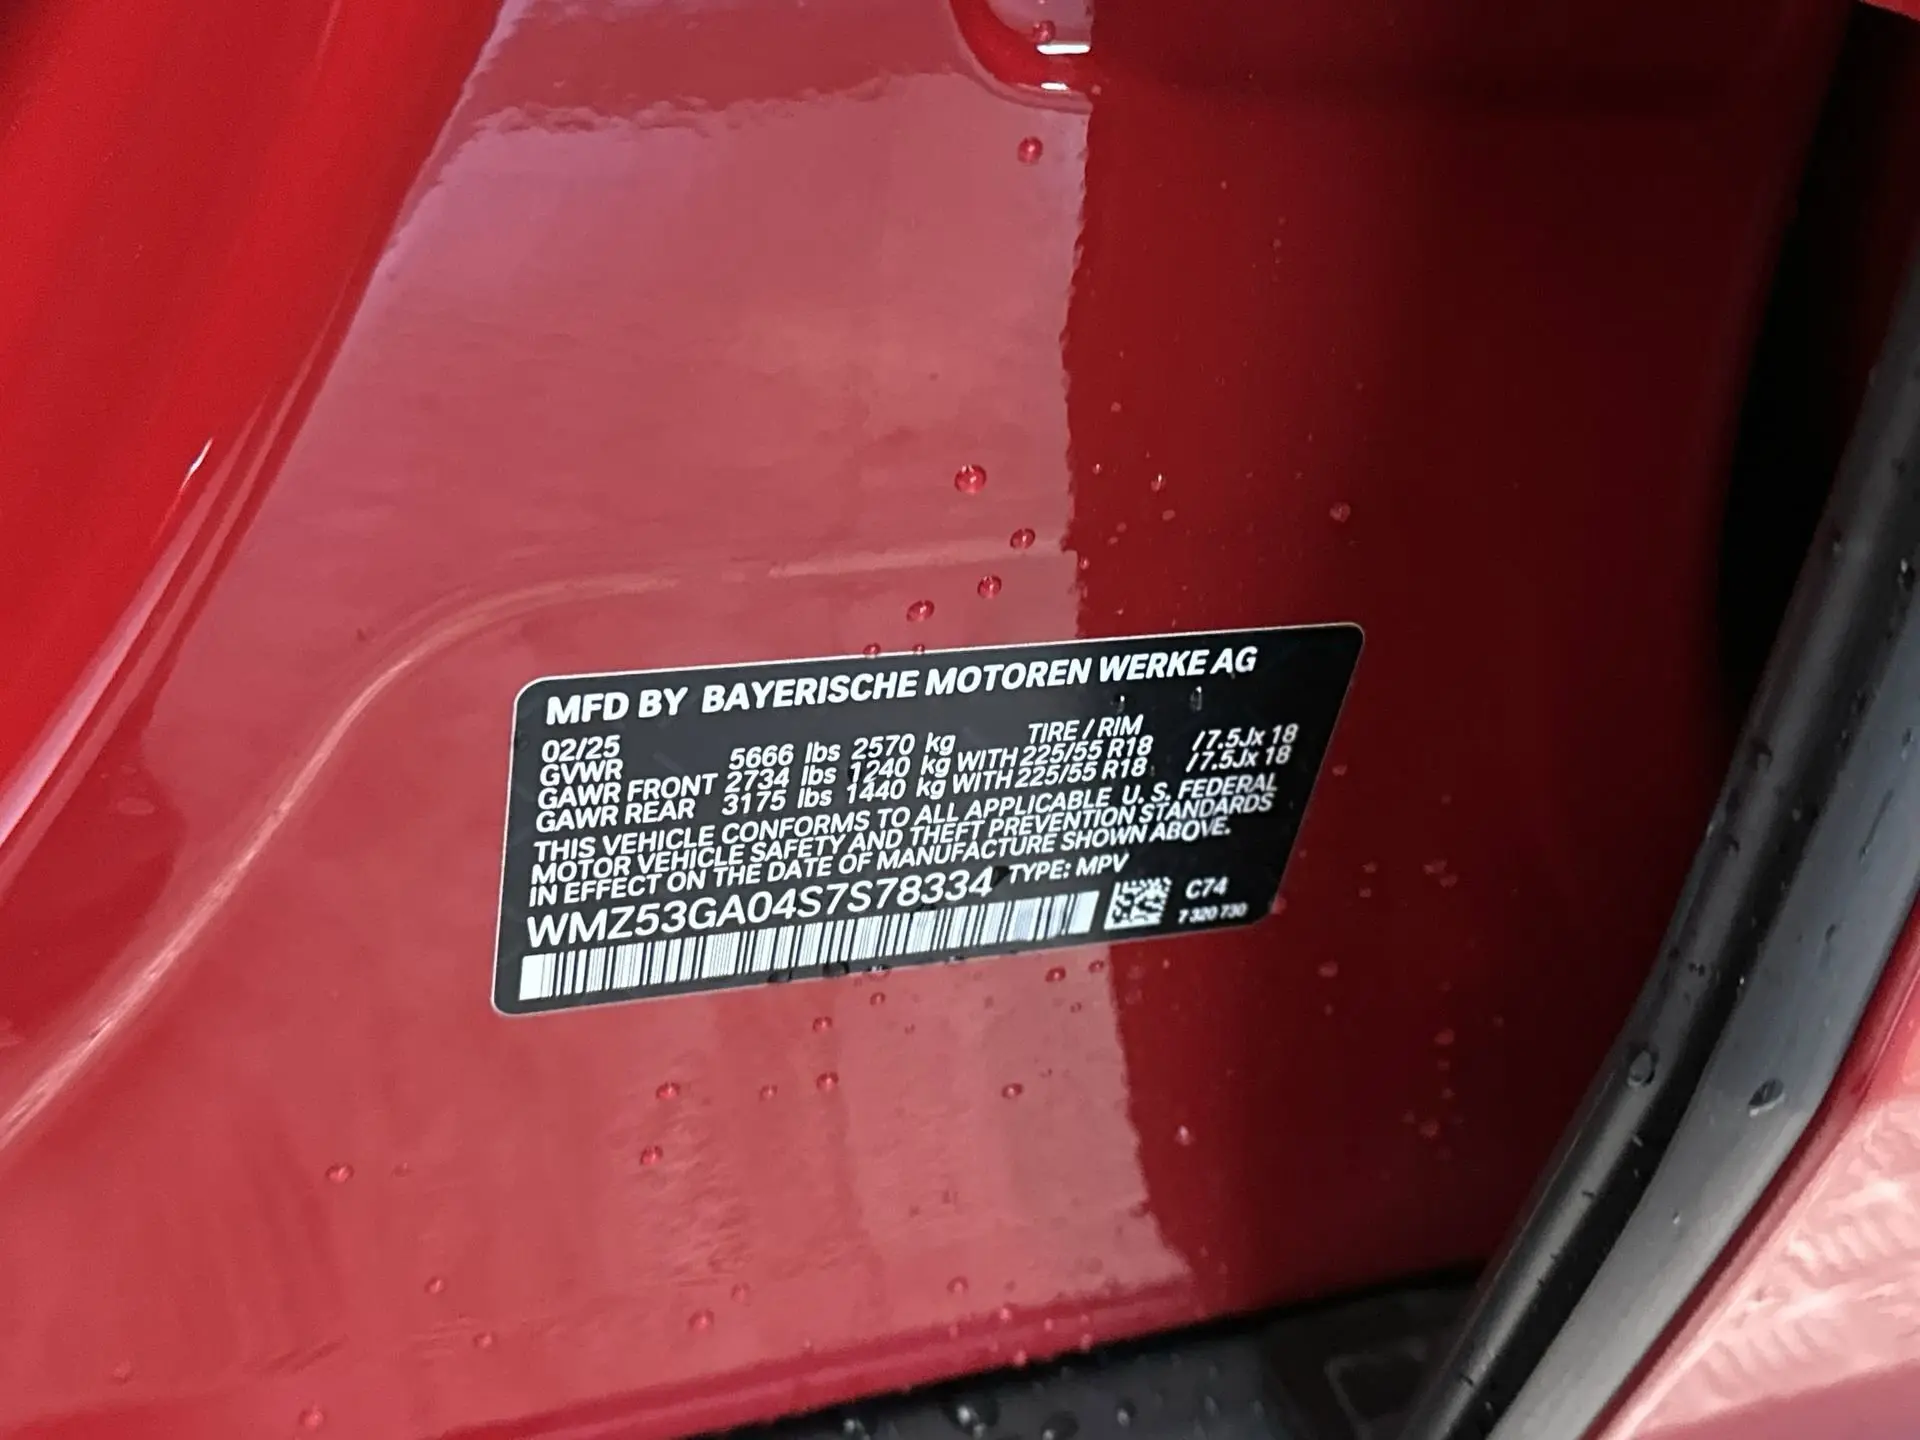 MFD BY BAYERISCHE MOTOREN WERKE AG
02/25 TIRE / RIM
GVWR 5666 lbs 2570 kg
GAWR FRONT 2734 lbs 1240 kg WITH 225/55 R18 /7.5Jx 18
GAWR REAR 3175 lbs 1440 kg WITH 225/55 R18 /7.5Jx 18
THIS VEHICLE CONFORMS TO ALL APPLICABLE U. S. FEDERAL
MOTOR VEHICLE SAFETY AND THEFT PREVENTION STANDARDS
IN EFFECT ON THE DATE OF MANUFACTURE SHOWN ABOVE.
WMZ53GA04S7S78334 TYPE: MPV
C74
7 320 730